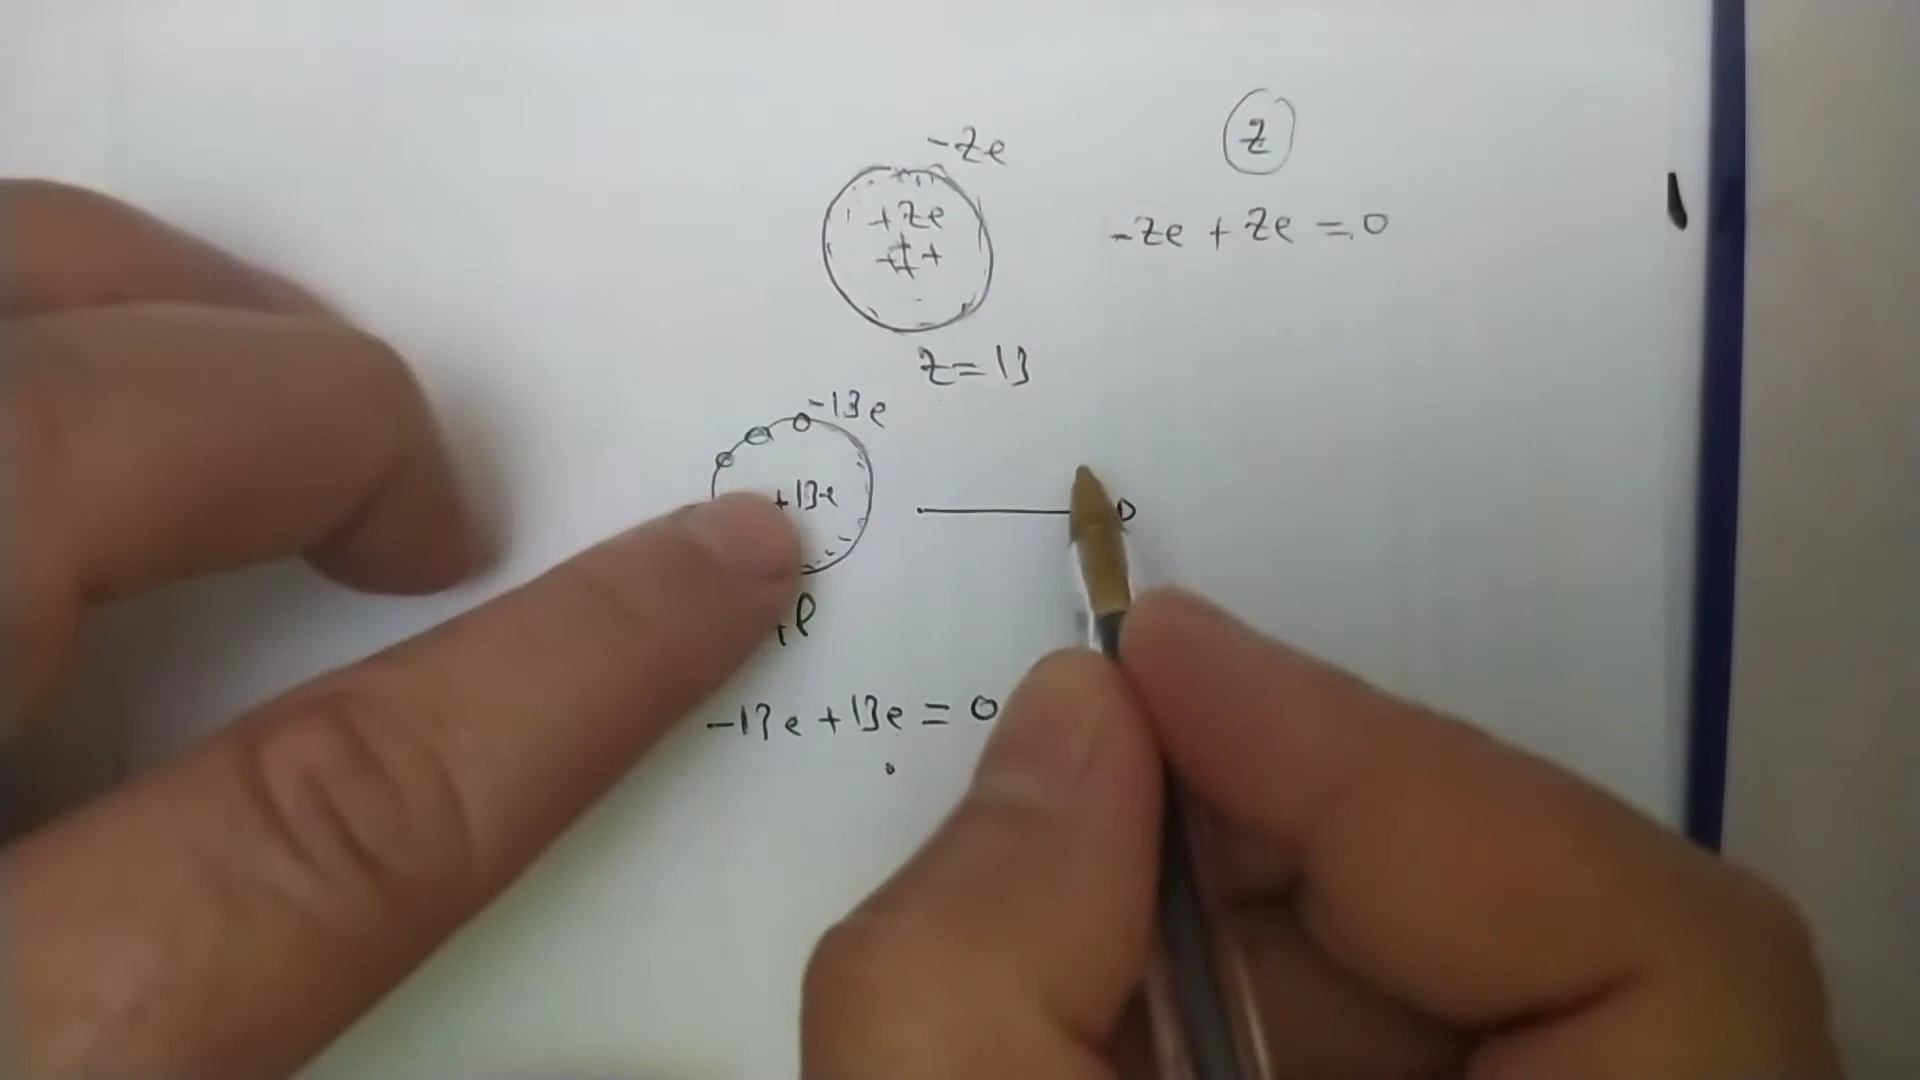 -Ze
Z
+Ze
-Ze + Ze = 0
+++
Z = 13
-13e
+13e
-13e + 13e = 0